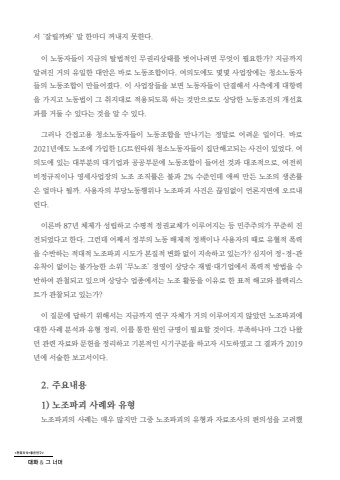 서 ‘잘릴까봐’ 말 한마디 꺼내지 못한다.
이 노동자들이 지금의 탈법적인 무권리상태를 벗어나려면 무엇이 필요한가? 지금까지
알려진 거의 유일한 대안은 바로 노동조합이다. 여의도에도 몇몇 사업장에는 청소노동자
들의 노동조합이 만들어졌다. 이 사업장들을 보면 노동자들이 단결해서 사측에게 대항력
을 가지고 노동법이 그 취지대로 적용되도록 하는 것만으로도 상당한 노동조건의 개선효
과를 거둘 수 있다는 것을 알 수 있다.
그러나 간접고용 청소노동자들이 노동조합을 만나기는 정말로 어려운 일이다. 바로
2021년에도 노조에 가입한 LG트윈타워 청소노동자들이 집단해고되는 사건이 있었다. 여
의도에 있는 대부분의 대기업과 공공부문에 노동조합이 들어선 것과 대조적으로, 여전히
비정규직이나 영세사업장의 노조 조직률은 불과 2% 수준인데 애써 만든 노조의 생존률
은 얼마나 될까. 사용자의 부당노동행위나 노조파괴 사건은 끊임없이 언론지면에 오르내
린다.
이른바 87년 체제가 성립하고 수평적 정권교체가 이루어지는 등 민주주의가 꾸준히 진
전되었다고 한다. 그런데 어째서 정부의 노동 배제적 정책이나 사용자의 때로 유혈적 폭력
을 수반하는 적대적 노조파괴 시도가 본질적 변화 없이 지속하고 있는가? 심지어 정-경-관
유착이 없이는 불가능한 소위 ‘무노조’ 경영이 상당수 재벌·대기업에서 폭력적 방법을 수
반하여 관철되고 있으며 상당수 업종에서는 노조 활동을 이유로 한 표적 해고와 블랙리스
트가 관철되고 있는가?
이 질문에 답하기 위해서는 지금까지 연구 자체가 거의 이루어지지 않았던 노조파괴에
대한 사례 분석과 유형 정리, 이를 통한 원인 규명이 필요할 것이다. 부족하나마 그간 나왔
던 관련 자료와 문헌을 정리하고 기본적인 시기구분을 하고자 시도하였고 그 결과가 2019
년에 서술한 보고서이다.
2. 주요내용
1) 노조파괴 사례와 유형
노조파괴의 사례는 매우 많지만 그중 노조파괴의 유형과 자료조사의 편의성을 고려했
대화 & 그 너머